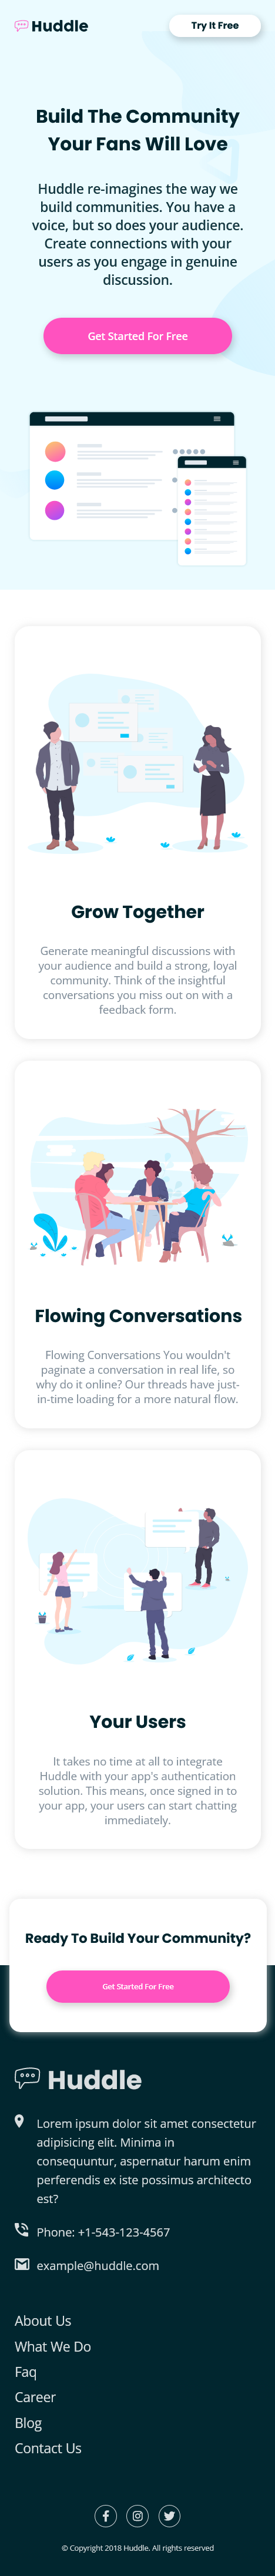 Huddle
Try It Free
Build The Community
Your Fans Will Love
Huddle re-imagines the way we
build communities. You have a
voice, but so does your audience.
Create connections with your
users as you engage in genuine
discussion.
Get Started For Free
Grow Together
Generate meaningful discussions with
your audience and build a strong, loyal
community. Think of the insightful
conversations you miss out on with a
feedback form.
Flowing Conversations
Flowing Conversations You wouldn't
paginate a conversation in real life, so
why do it online? Our threads have just-
in-time loading for a more natural flow.
Your Users
It takes no time at all to integrate
Huddle with your app's authentication
solution. This means, once signed in to
your app, your users can start chatting
immediately.
Ready To Build Your Community?
Get Started For Free
Huddle
Lorem ipsum dolor sit amet consectetur
adipisicing elit. Minima in
consequuntur, aspernatur harum enim
perferendis ex iste possimus architecto
est?
Phone: +1-543-123-4567
example@huddle.com
About Us
What We Do
Faq
Career
Blog
Contact Us
© Copyright 2018 Huddle. All rights reserved